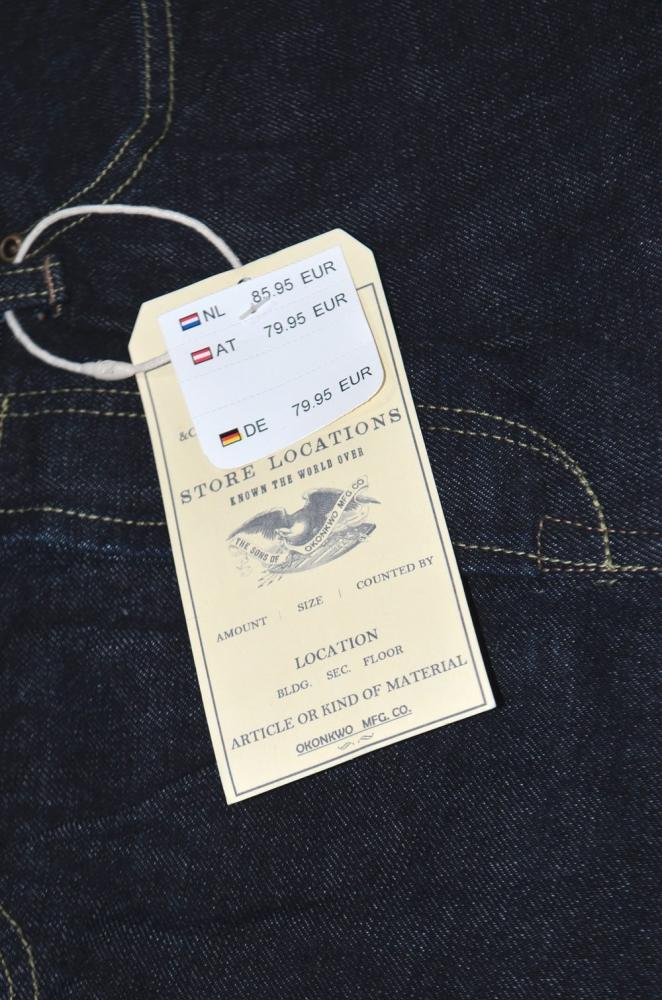 NL 85.95 EUR
AT 79.95 EUR
DE 79.95 EUR
&C
STORE LOCATIONS
KNOWN THE WORLD OVER
THE SONS OF OKONKWO MFG. CO
AMOUNT | SIZE | COUNTED BY
LOCATION
BLDG. SEC. FLOOR
ARTICLE OR KIND OF MATERIAL
OKONKWO MFG. CO.